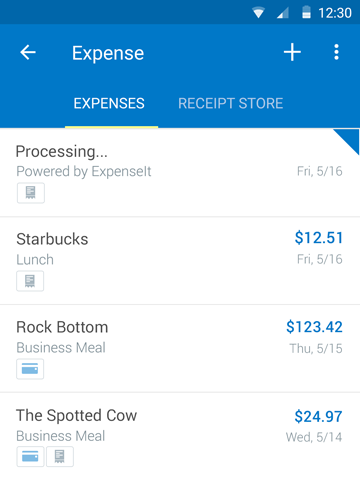 12:30
Expense
EXPENSES RECEIPT STORE
Processing...
Powered by ExpenseIt Fri, 5/16
Starbucks $12.51
Lunch Fri, 5/16
Rock Bottom $123.42
Business Meal Thu, 5/15
The Spotted Cow $24.97
Business Meal Wed, 5/14